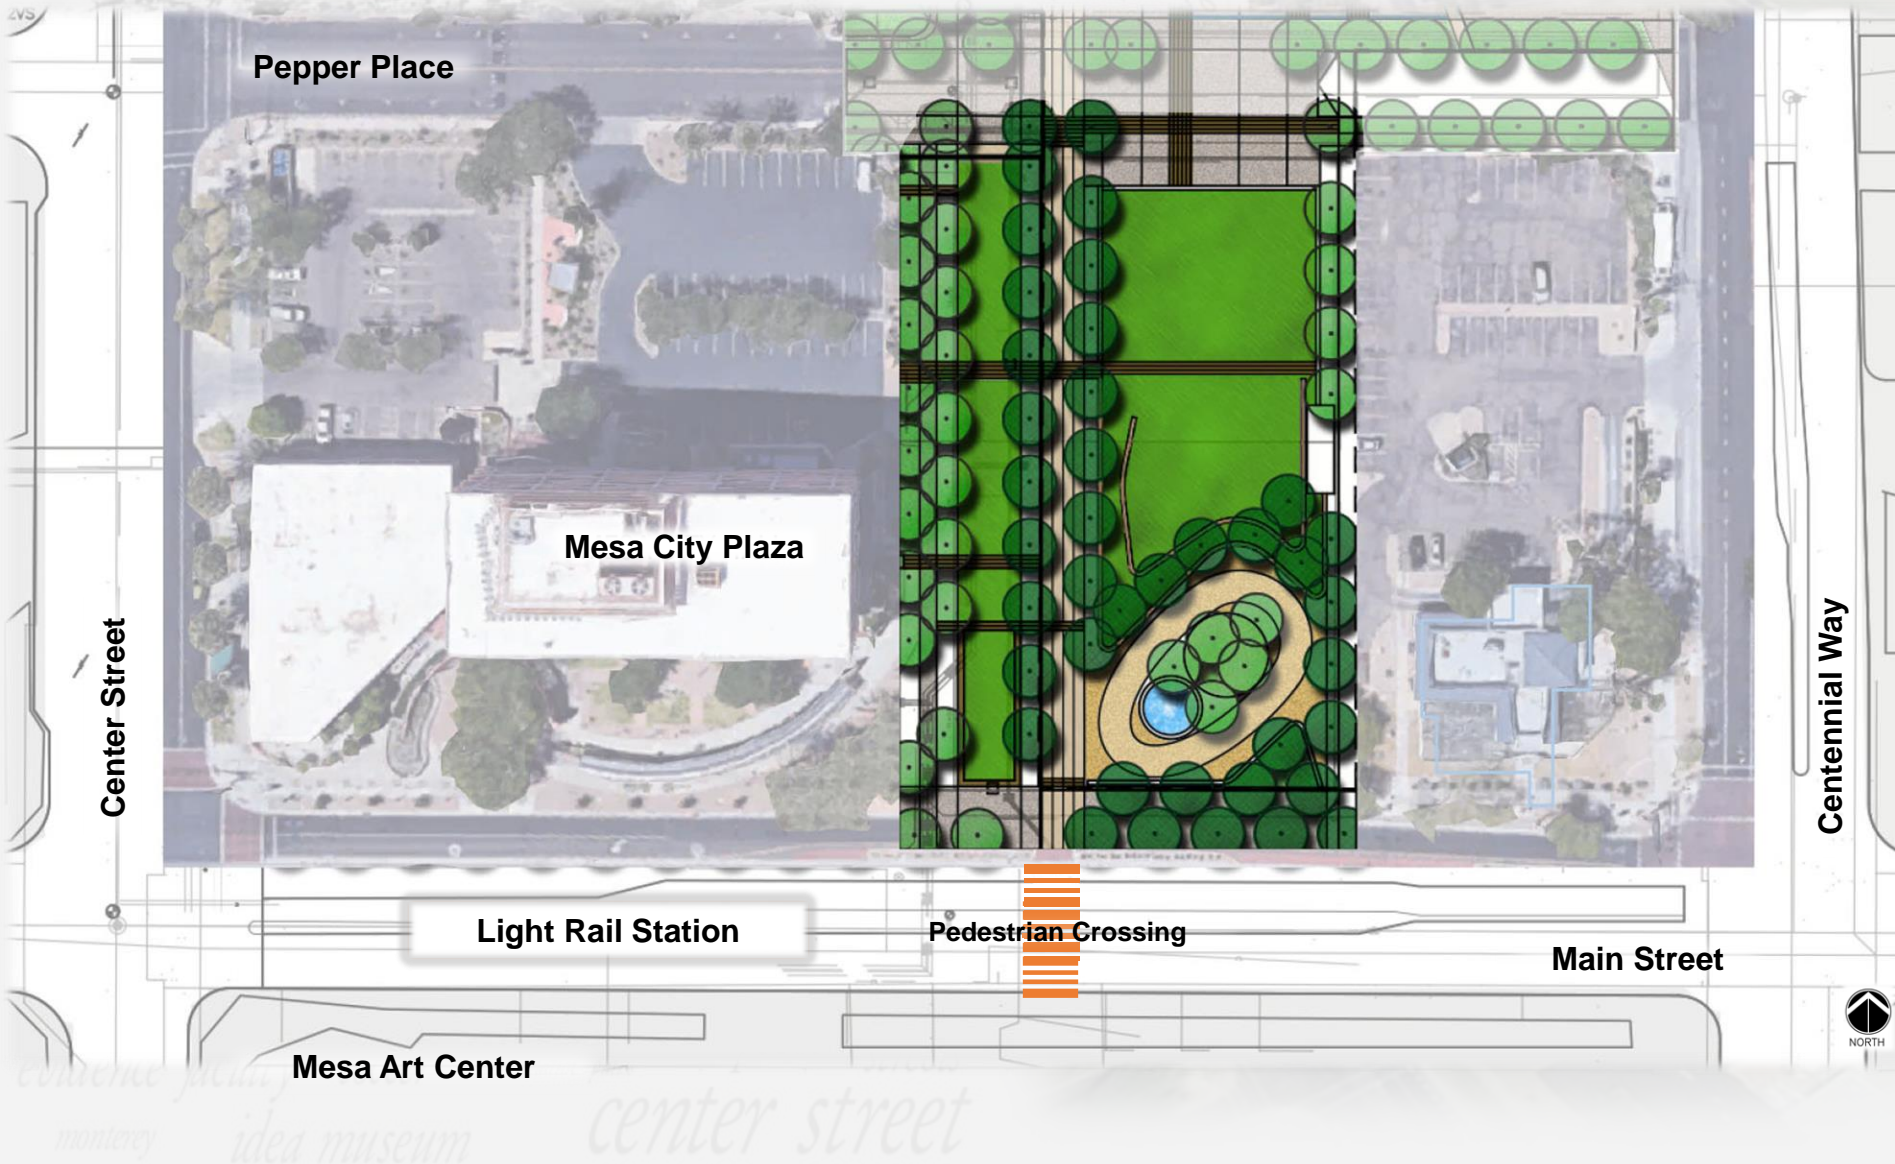 Pepper Place
Mesa City Plaza
Center Street
Centennial Way
Light Rail Station
Pedestrian Crossing
Main Street
NORTH
Mesa Art Center
center street
monterey
idea museum